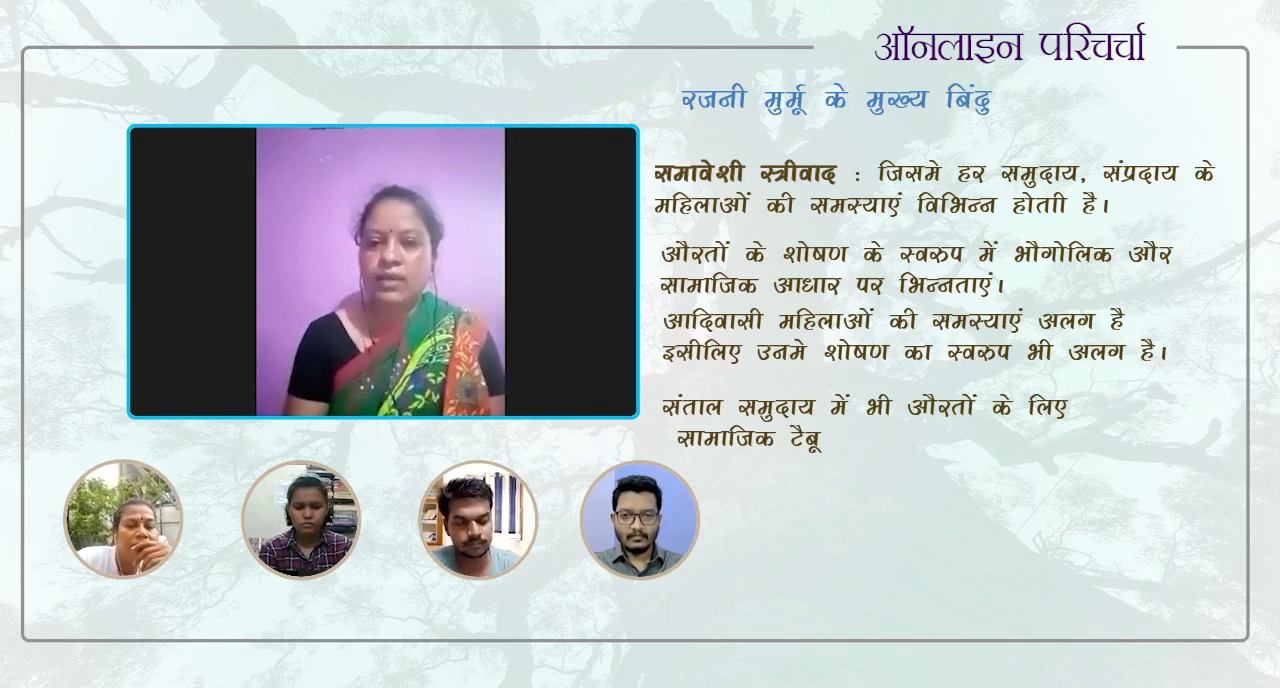 ऑनलाइन परिचर्चा
रजनी मुर्मू के मुख्य बिंदु
समावेशी स्त्रीवाद : जिसमे हर समुदाय, संप्रदाय के
महिलाओं की समस्याएं विभिन्न होताी है।
औरतों के शोषण के स्वरुप में भौगोलिक और
सामाजिक आधार पर भिन्नताएं।
आदिवासी महिलाओं की समस्याएं अलग है
इसीलिए उनमे शोषण का स्वरुप भी अलग है।
संताल समुदाय में भी औरतों के लिए
सामाजिक टैबू